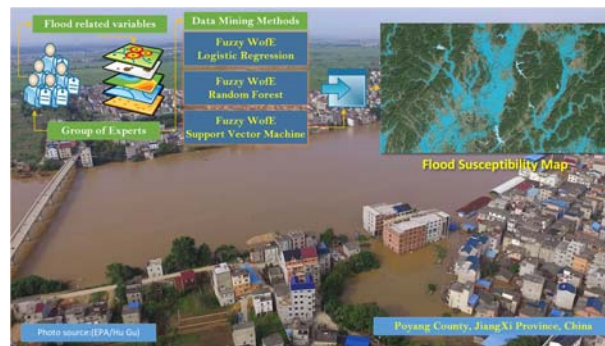 Flood related variables
Group of Experts
Data Mining Methods
Fuzzy WofE
Logistic Regression
Fuzzy WofE
Random Forest
Fuzzy WofE
Support Vector Machine
Flood Susceptibility Map
Photo source:(EPA/Hu Gu)
Poyang County, JiangXi Province, China